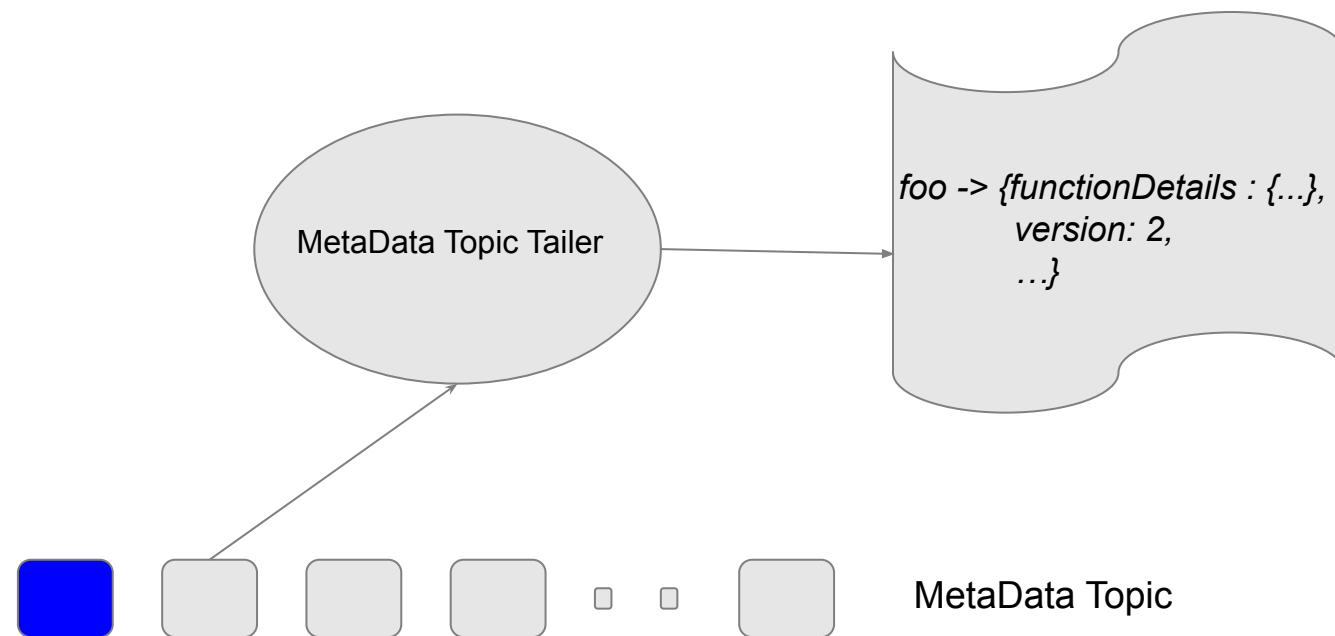 foo -> {functionDetails : {...},
version: 2,
…}
MetaData Topic Tailer
MetaData Topic